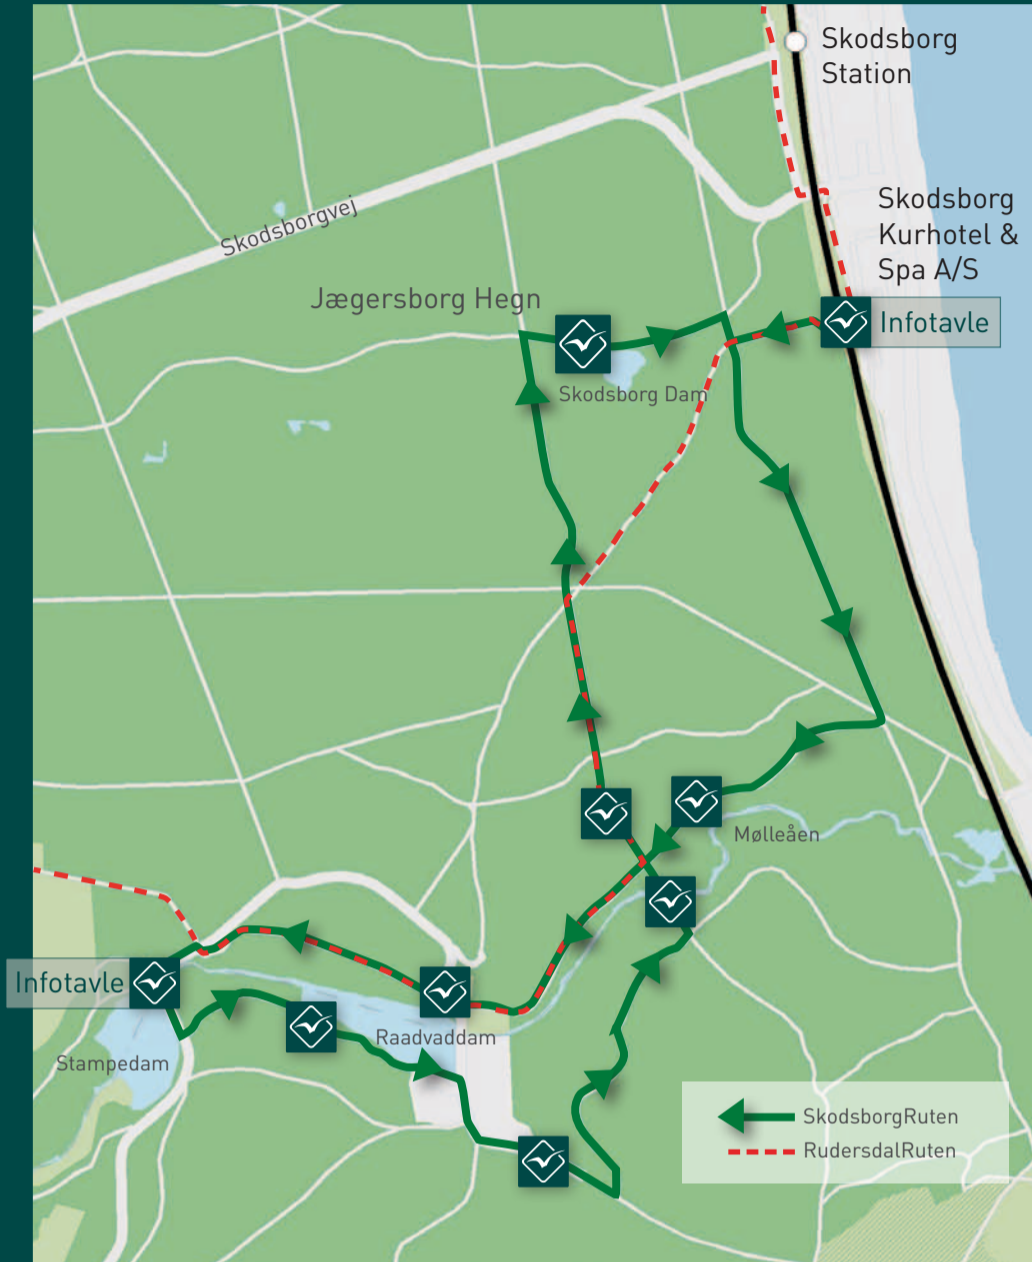 Skodsborg
Station
Skodsborgvej
Skodsborg
Kurhotel &
Spa A/S
Jægersborg Hegn
Infotavle
Skodsborg Dam
Mølleåen
Infotavle
Raadvaddam
Stampedam
SkodsborgRuten
RudersdalRuten